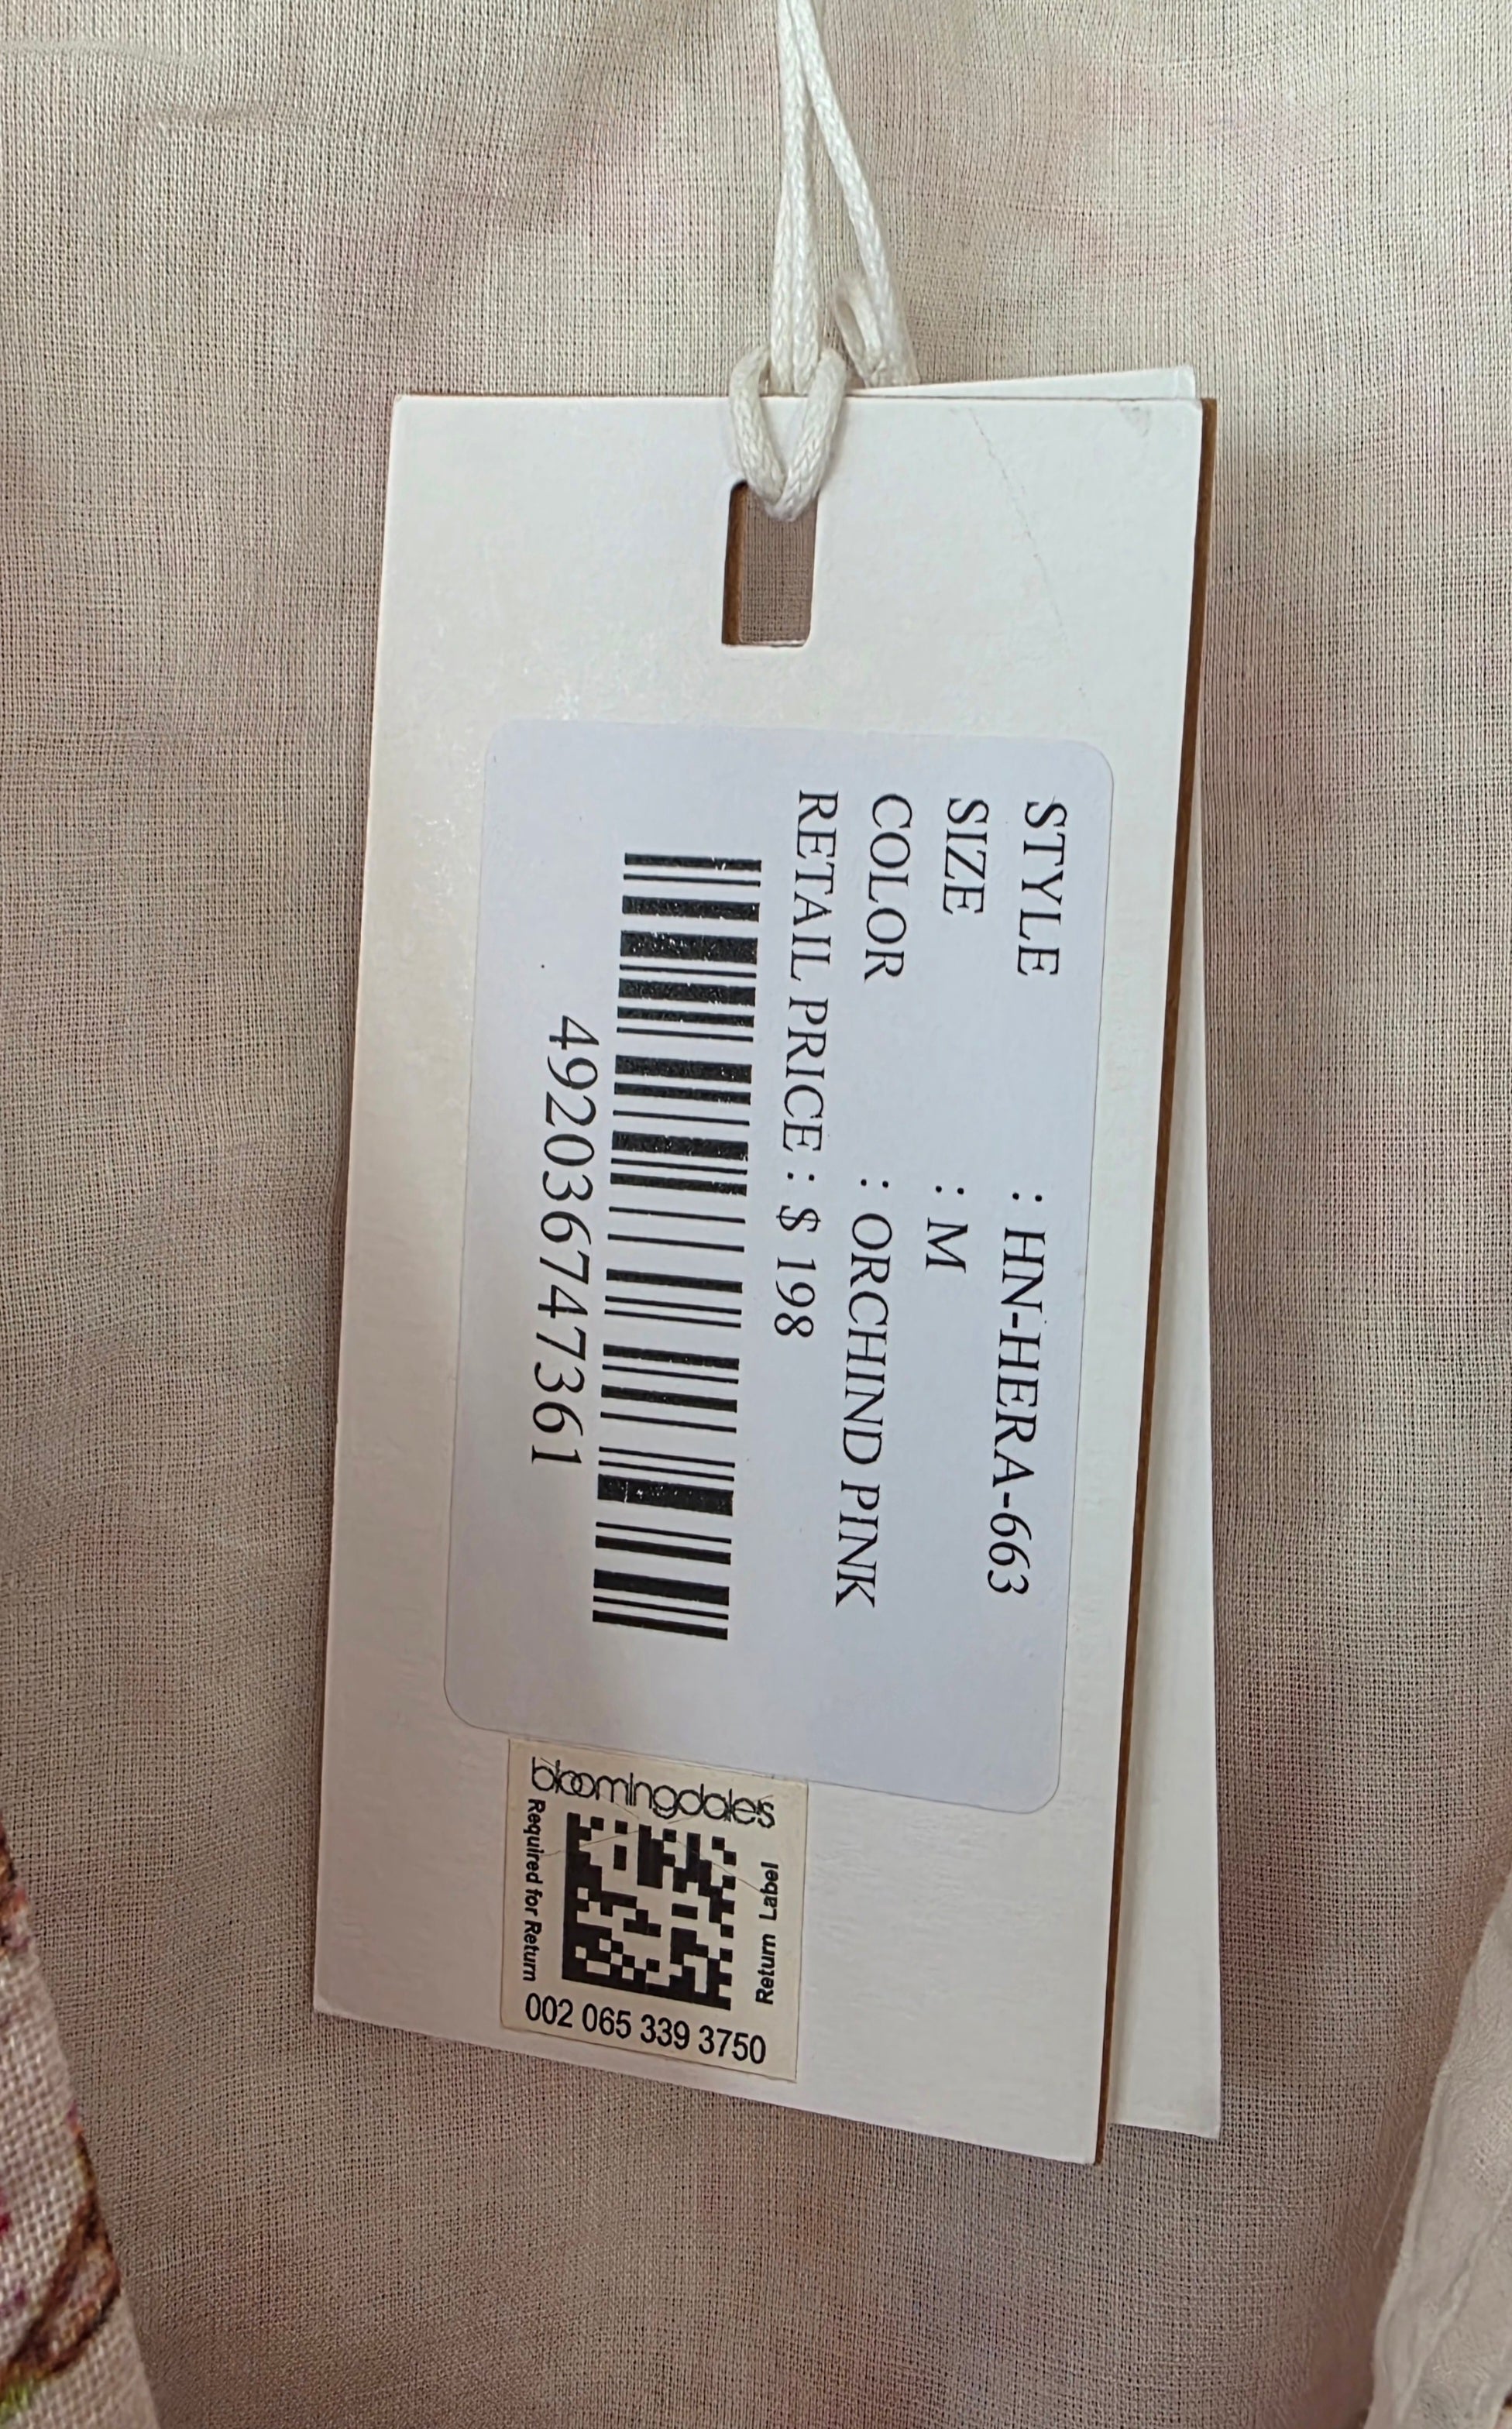 STYLE : HN-HERA-663
SIZE : M
COLOR : ORCHIND PINK
RETAIL PRICE : $ 198
492036747361
bloomingdales
Return Label
Required for Return
002 065 339 3750